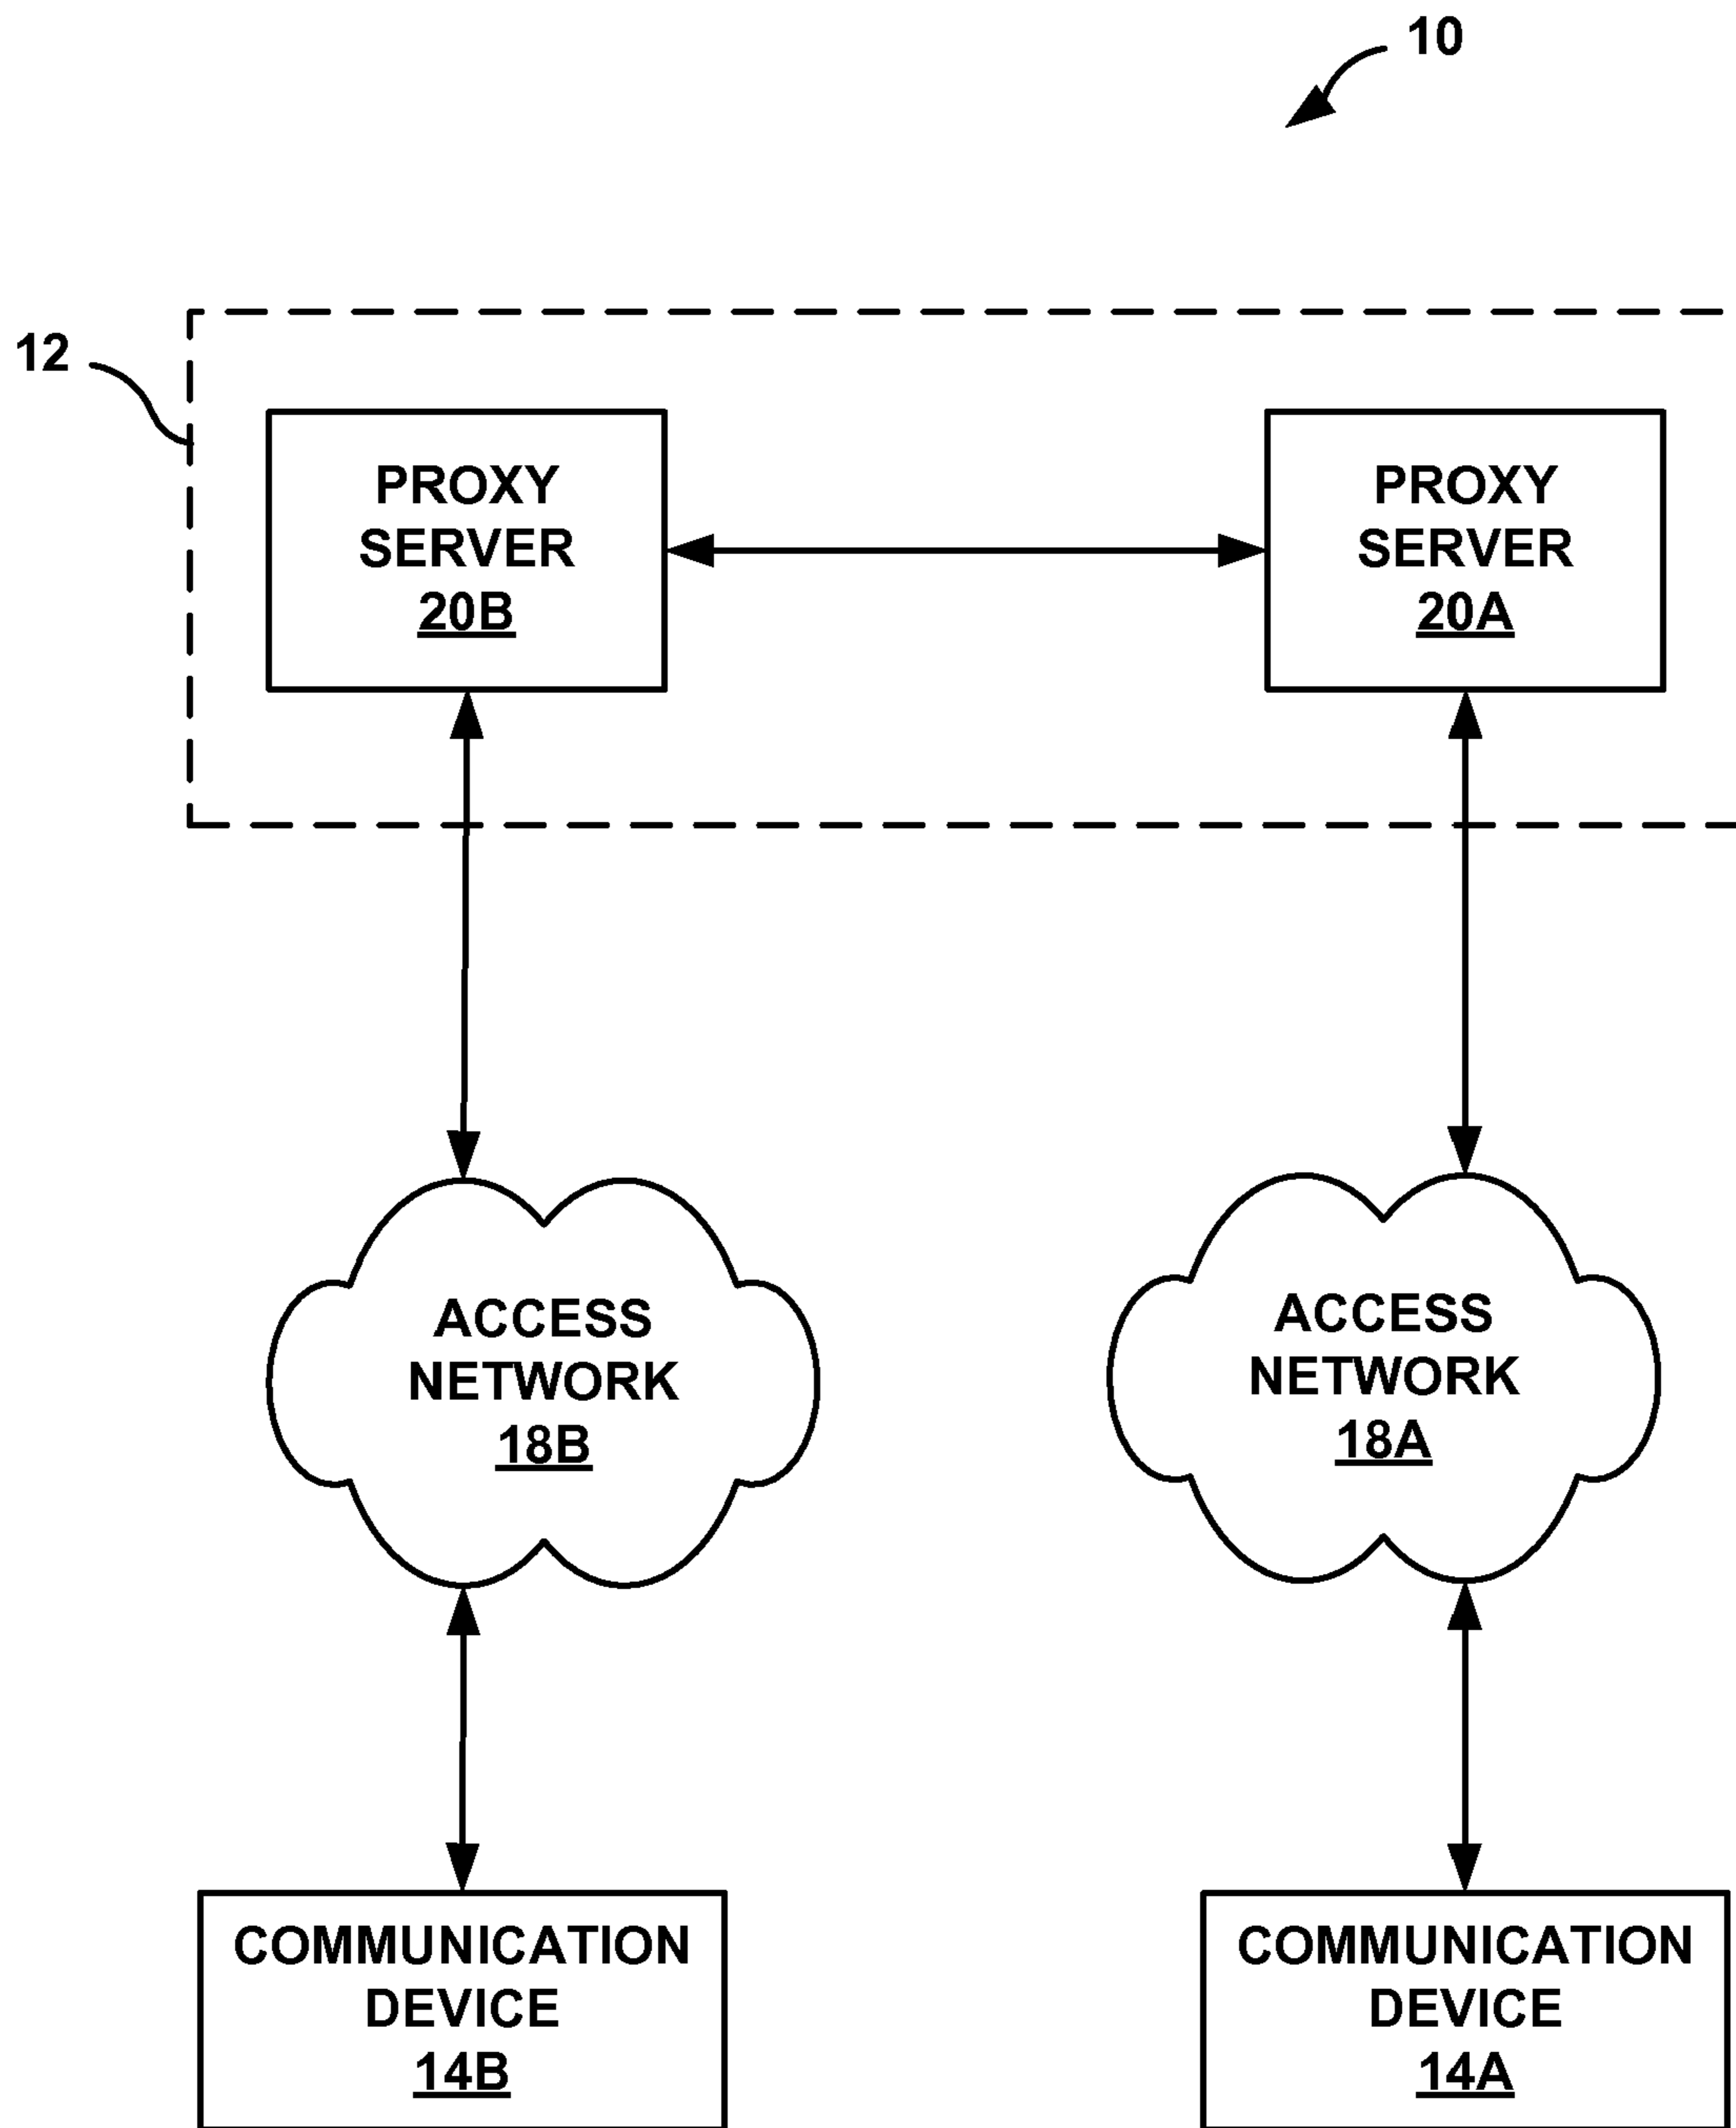 10
12
PROXY
SERVER
20B
PROXY
SERVER
20A
ACCESS
NETWORK
18B
ACCESS
NETWORK
18A
COMMUNICATION
DEVICE
14B
COMMUNICATION
DEVICE
14A